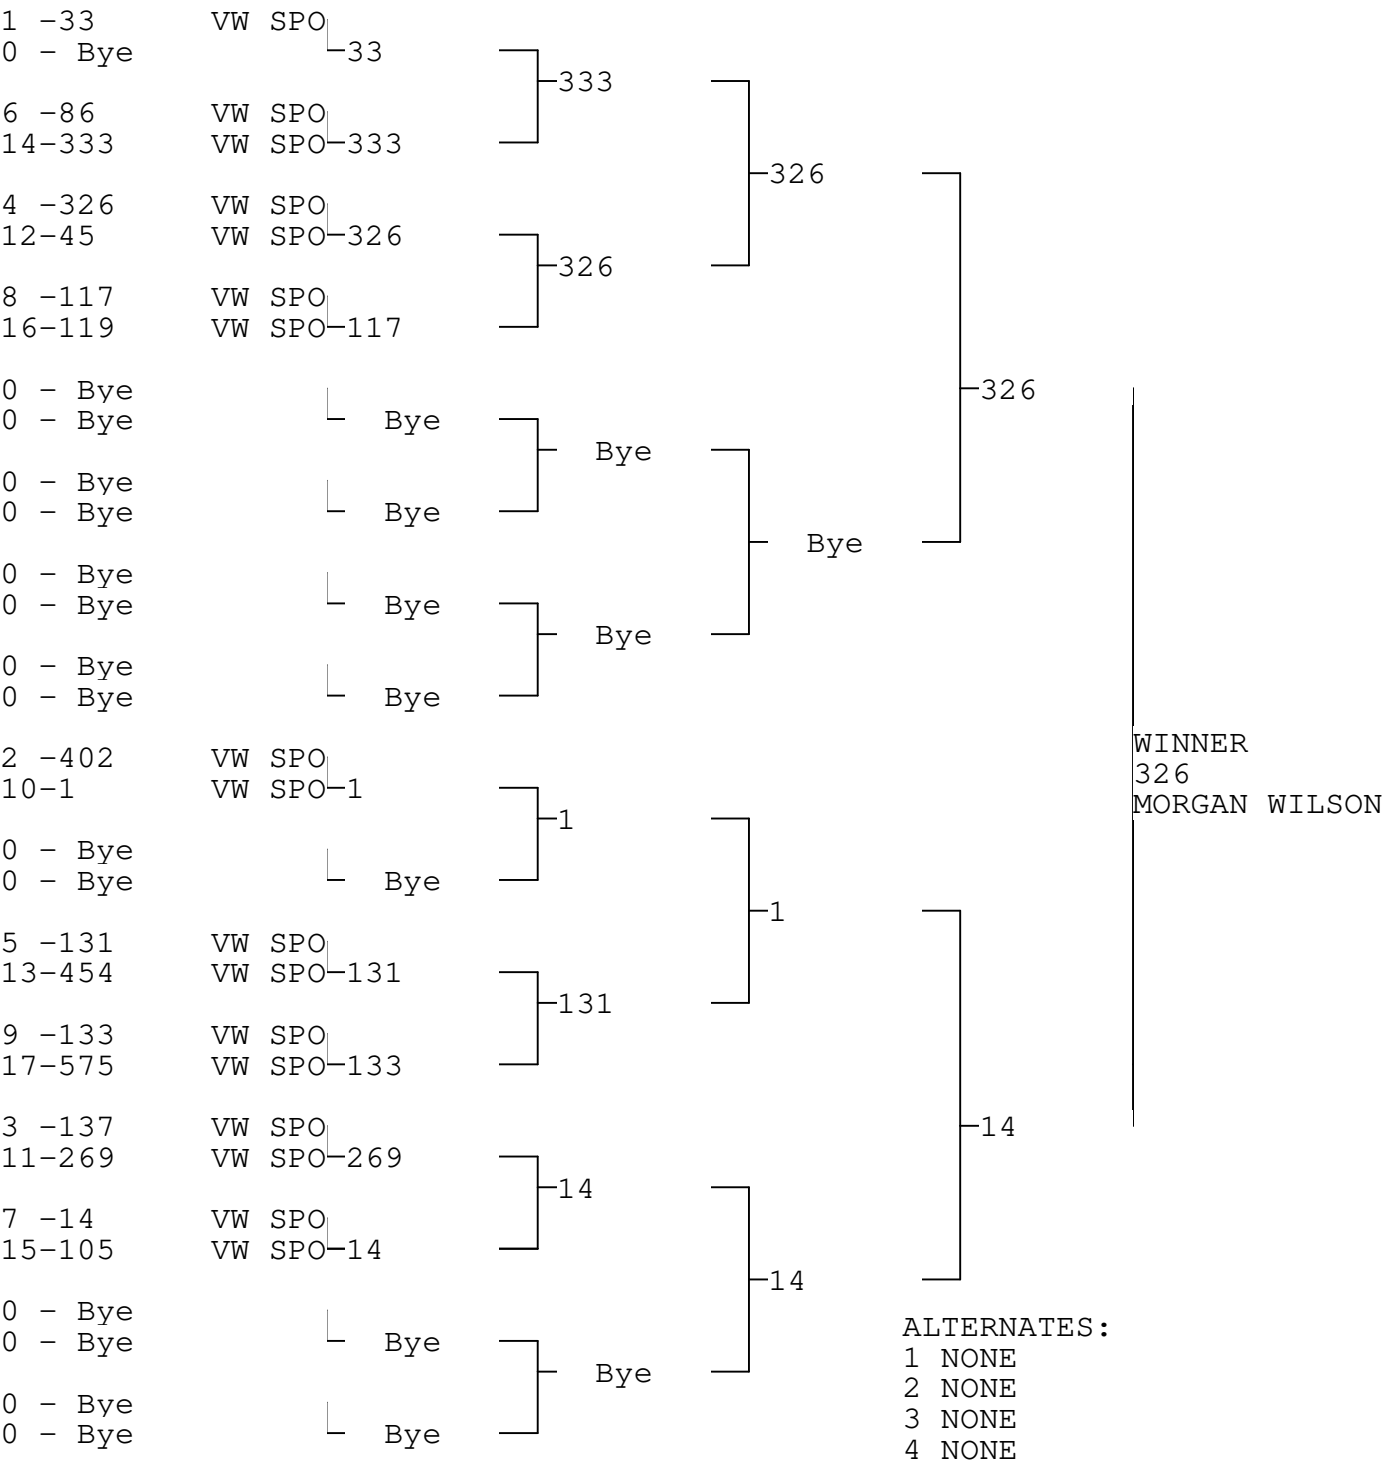 1 -33 VW SPO
0 - Bye 33
333
6 -86 VW SPO
14-333 VW SPO 333
326
4 -326 VW SPO
12-45 VW SPO 326
326
8 -117 VW SPO
16-119 VW SPO 117
0 - Bye 326
0 - Bye Bye
Bye
0 - Bye
0 - Bye Bye
Bye
0 - Bye
0 - Bye Bye
Bye
0 - Bye
0 - Bye Bye
WINNER
2 -402 VW SPO
326
10-1 VW SPO 1
MORGAN WILSON
1
0 - Bye
0 - Bye Bye
1
5 -131 VW SPO
13-454 VW SPO 131
131
9 -133 VW SPO
17-575 VW SPO 133
3 -137 VW SPO 14
11-269 VW SPO 269
14
7 -14 VW SPO
15-105 VW SPO 14
14
0 - Bye
ALTERNATES:
0 - Bye Bye
1 NONE
Bye
2 NONE
0 - Bye
3 NONE
0 - Bye Bye
4 NONE